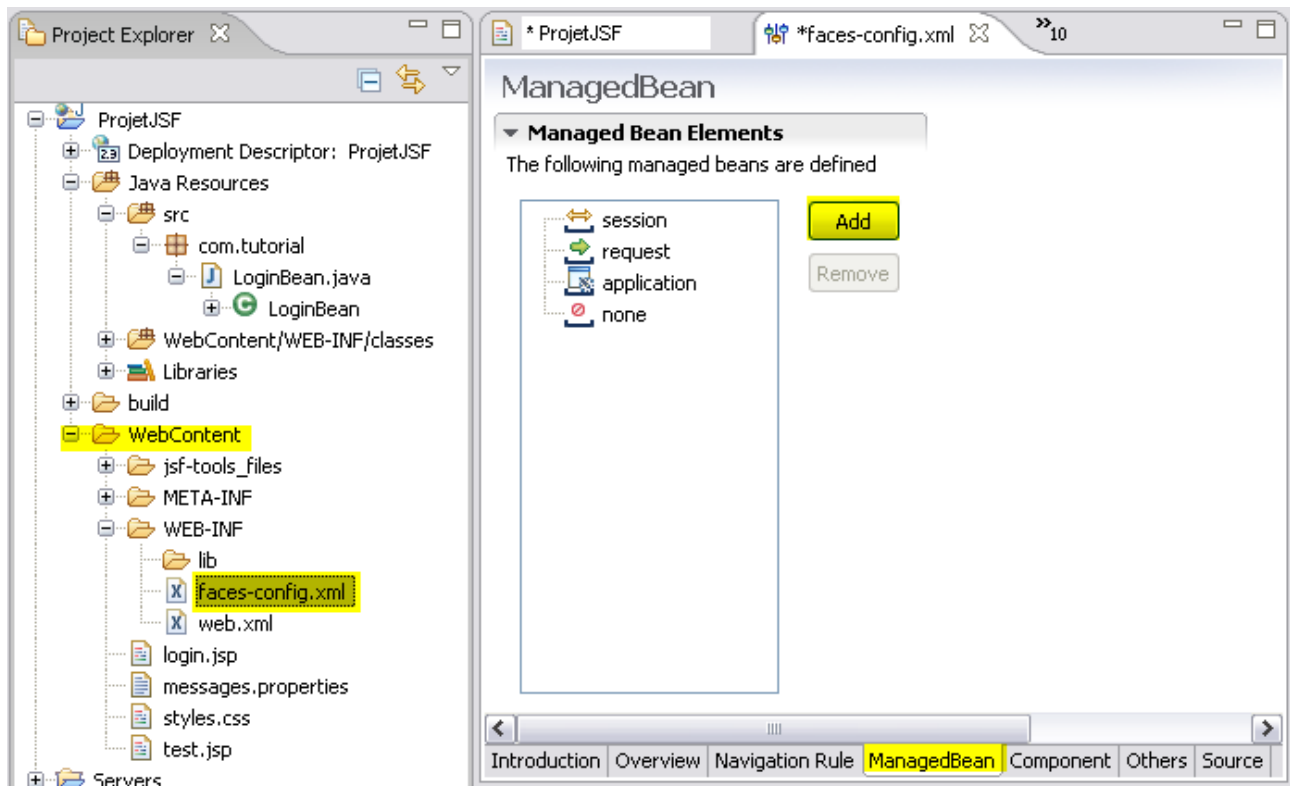 Project Explorer
ProjetJSF
Deployment Descriptor: ProjetJSF
Java Resources
src
com.tutorial
LoginBean.java
LoginBean
WebContent/WEB-INF/classes
Libraries
build
WebContent
jsf-tools_files
META-INF
WEB-INF
lib
faces-config.xml
web.xml
login.jsp
messages.properties
styles.css
test.jsp
Servers
* ProjetJSF *faces-config.xml »10
ManagedBean
Managed Bean Elements
The following managed beans are defined
session
request
application
none
Add
Remove
Introduction Overview Navigation Rule ManagedBean Component Others Source